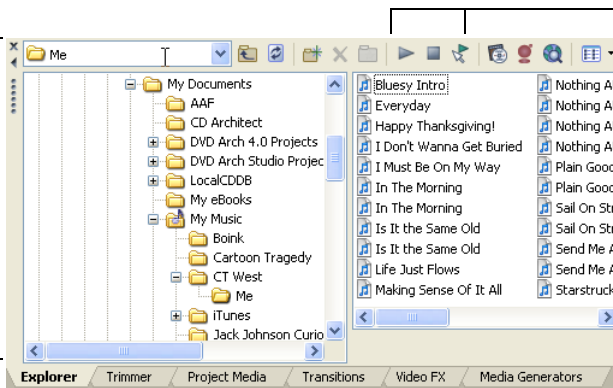 Me
My Documents
AAF
CD Architect
DVD Arch 4.0 Projects
DVD Arch Studio Projec
LocalCDDB
My eBooks
My Music
Boink
Cartoon Tragedy
CT West
Me
iTunes
Jack Johnson Curio
Bluesy Intro
Everyday
Happy Thanksgiving!
I Don't Wanna Get Buried
I Must Be On My Way
In The Morning
In The Morning
Is It the Same Old
Is It the Same Old
Life Just Flows
Making Sense Of It All
Nothing A
Nothing A
Nothing A
Nothing A
Plain Good
Plain Good
Sail On Str
Sail On Str
Send Me A
Send Me A
Starstruck
Explorer Trimmer Project Media Transitions Video FX Media Generators